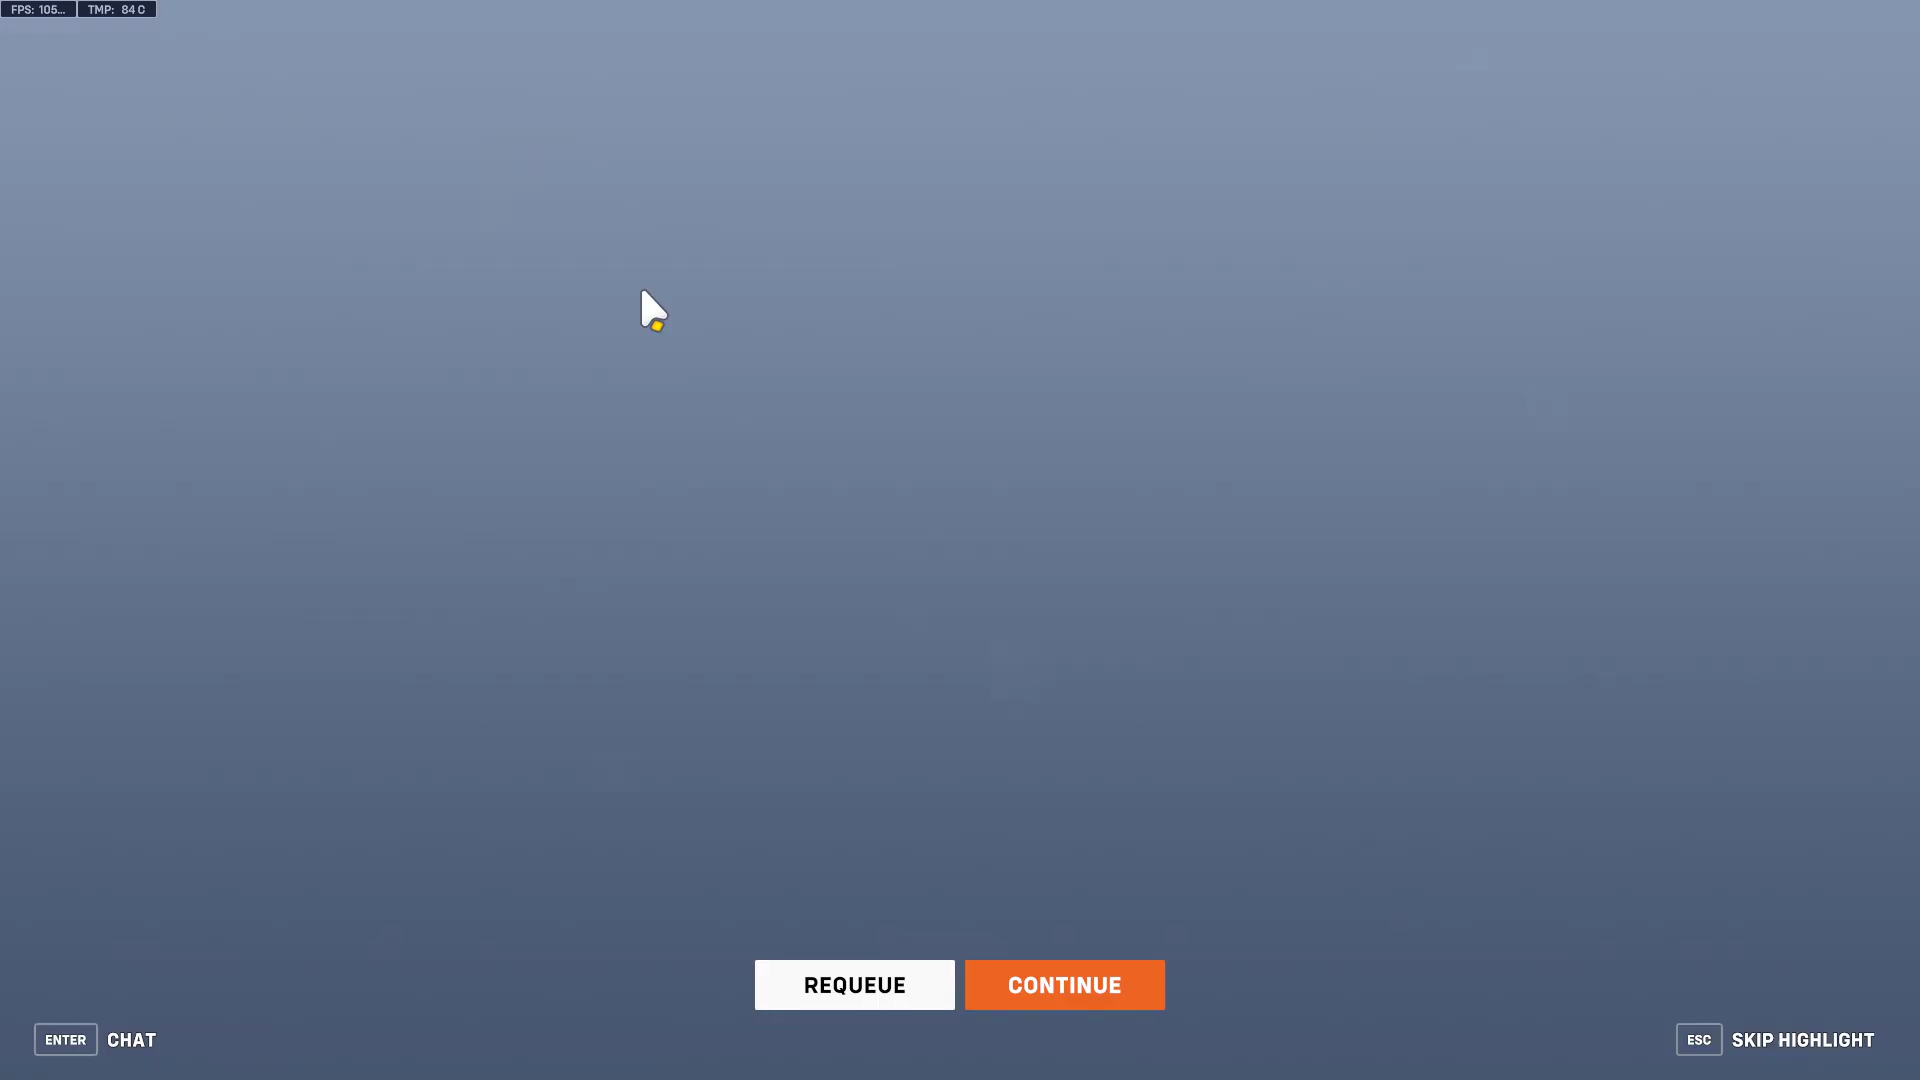 FPS: 105... TMP: 84 C
REQUEUE CONTINUE
ENTER CHAT ESC SKIP HIGHLIGHT